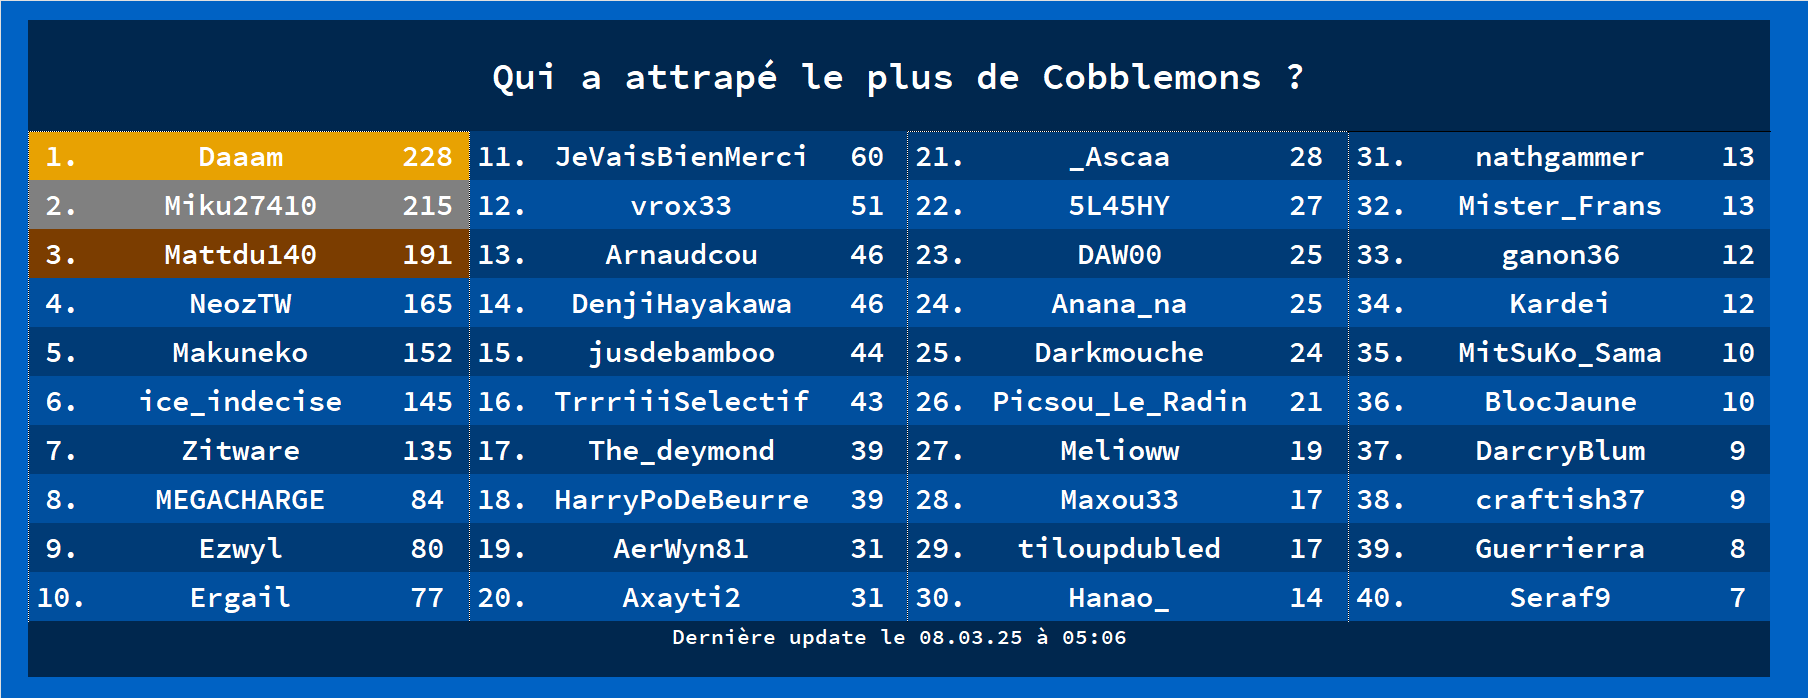 Qui a attrapé le plus de Cobblemons ?
1. Daaam 228
2. Miku27410 215
3. Mattdu140 191
4. NeozTW 165
5. Makuneko 152
6. ice_indecise 145
7. Zitware 135
8. MEGACHARGE 84
9. Ezwyl 80
10. Ergail 77
11. JeVaisBienMerci 60
12. vrox33 51
13. Arnaudcou 46
14. DenjiHayakawa 46
15. jusdebamboo 44
16. TrrriiiSelectif 43
17. The_deymond 39
18. HarryPoDeBeurre 39
19. AerWyn81 31
20. Axayti2 31
21. _Ascaa 28
22. 5L45HY 27
23. DAW00 25
24. Anana_na 25
25. Darkmouche 24
26. Picsou_Le_Radin 21
27. Melioww 19
28. Maxou33 17
29. tiloupdubled 17
30. Hanao_ 14
31. nathgammer 13
32. Mister_Frans 13
33. ganon36 12
34. Kardei 12
35. MitSuKo_Sama 10
36. BlocJaune 10
37. DarcryBlum 9
38. craftish37 9
39. Guerrierra 8
40. Seraf9 7
Dernière update le 08.03.25 à 05:06